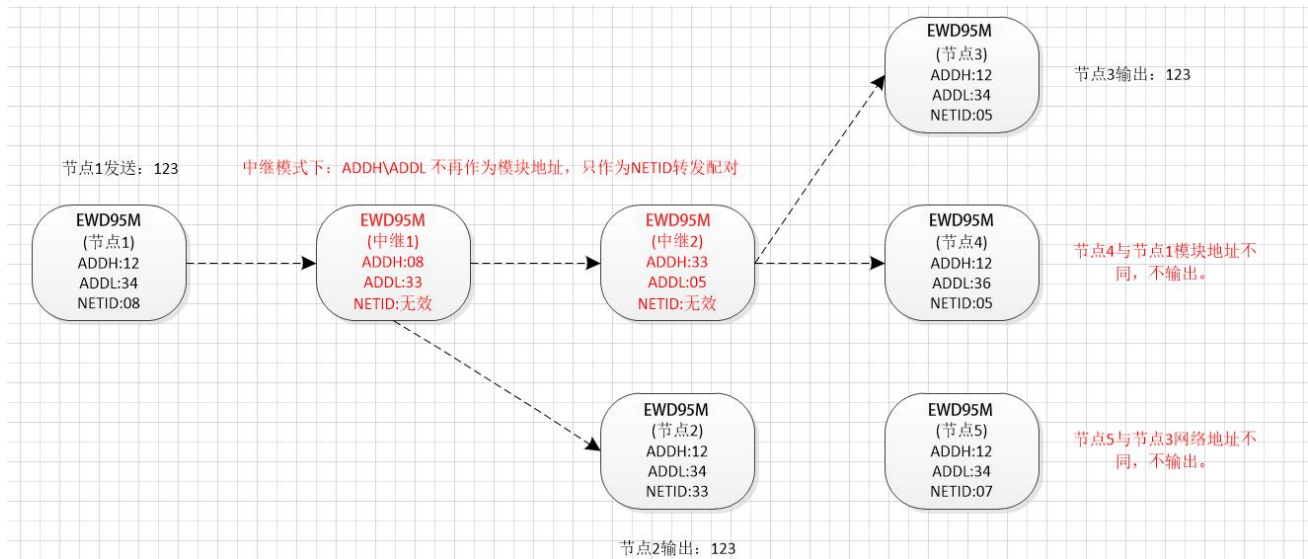 EWD95M
(节点3)
ADDH:12
ADDL:34
NETID:05
节点3输出：123
节点1发送：123
中继模式下：ADDH\ADDL 不再作为模块地址，只作为NETID转发配对
EWD95M
(节点1)
ADDH:12
ADDL:34
NETID:08
EWD95M
(中继1)
ADDH:08
ADDL:33
NETID:无效
EWD95M
(中继2)
ADDH:33
ADDL:05
NETID:无效
EWD95M
(节点4)
ADDH:12
ADDL:36
NETID:05
节点4与节点1模块地址不
同，不输出。
EWD95M
(节点2)
ADDH:12
ADDL:34
NETID:33
节点2输出：123
EWD95M
(节点5)
ADDH:12
ADDL:34
NETID:07
节点5与节点3网络地址不
同，不输出。